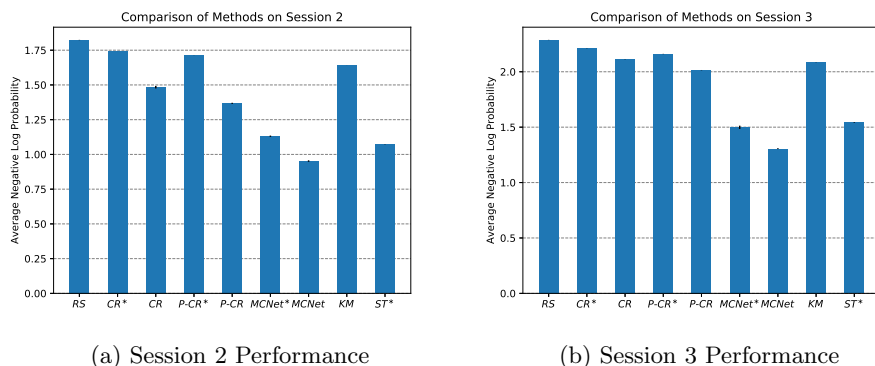 Comparison of Methods on Session 2
Average Negative Log Probability
1.75
1.50
1.25
1.00
0.75
0.50
0.25
0.00
RS CR* CR P-CR* P-CR MCNet* MCNet KM ST*
(a) Session 2 Performance
Comparison of Methods on Session 3
Average Negative Log Probability
2.0
1.5
1.0
0.5
0.0
RS CR* CR P-CR* P-CR MCNet* MCNet KM ST*
(b) Session 3 Performance